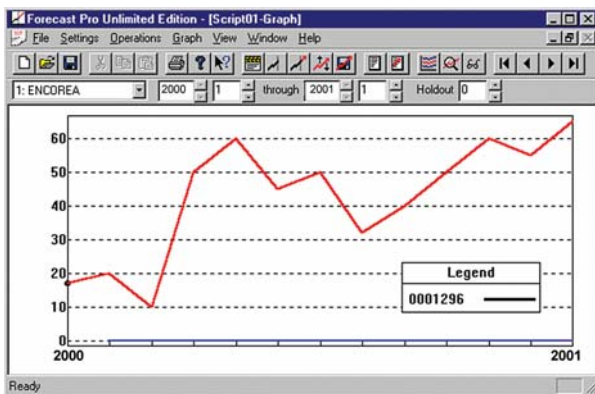 Forecast Pro Unlimited Edition - [Script01-Graph]
File Settings Operations Graph View Window Help
1: ENCOREA 2000 1 through 2001 1 Holdout 0
60
50
40
30
20
10
0
Legend
0001296
2000 2001
Ready